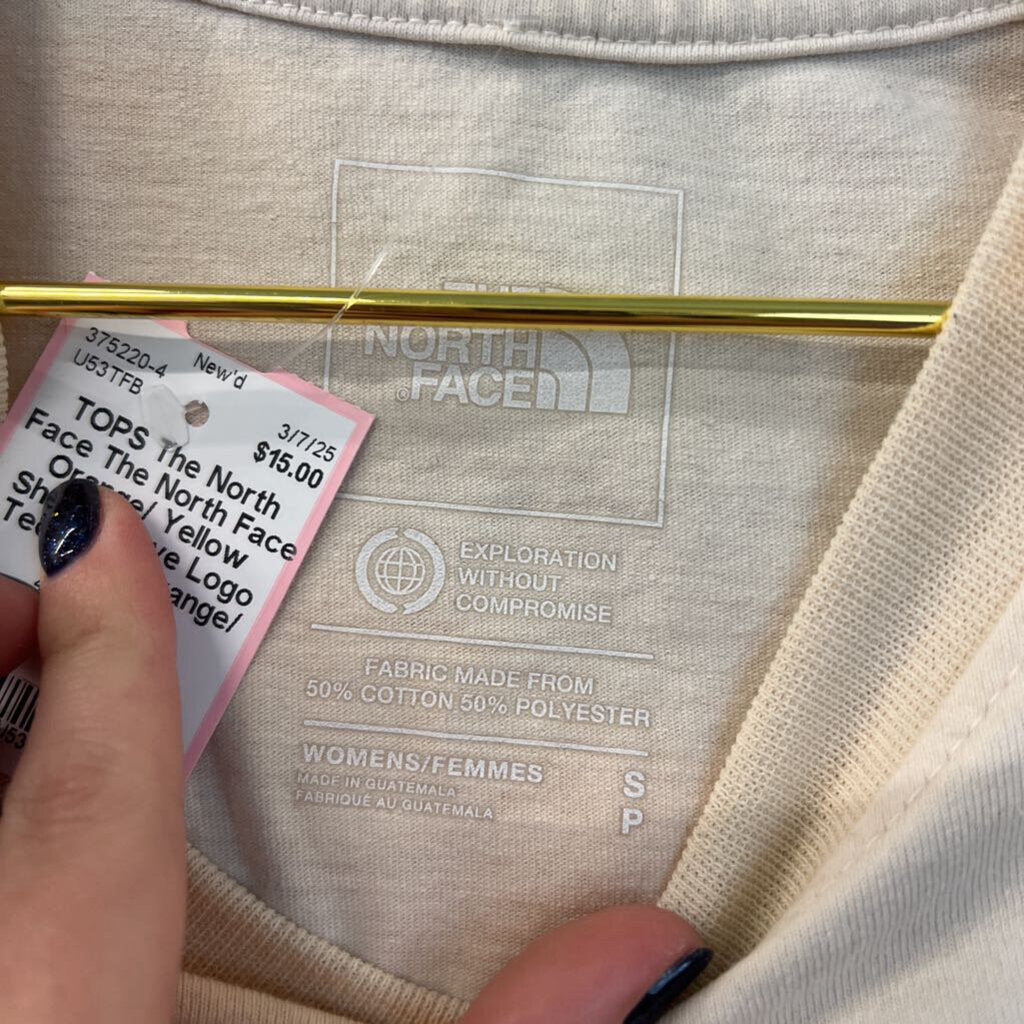 375220-4
U53TFB
New'd
3/7/25
$15.00
TOPS The North
Face The North Face
Yellow
Logo
NORTH
FACE
®
EXPLORATION
WITHOUT
COMPROMISE
FABRIC MADE FROM
50% COTTON 50% POLYESTER
WOMENS/FEMMES
MADE IN GUATEMALA
FABRIQUÉ AU GUATEMALA
S
P